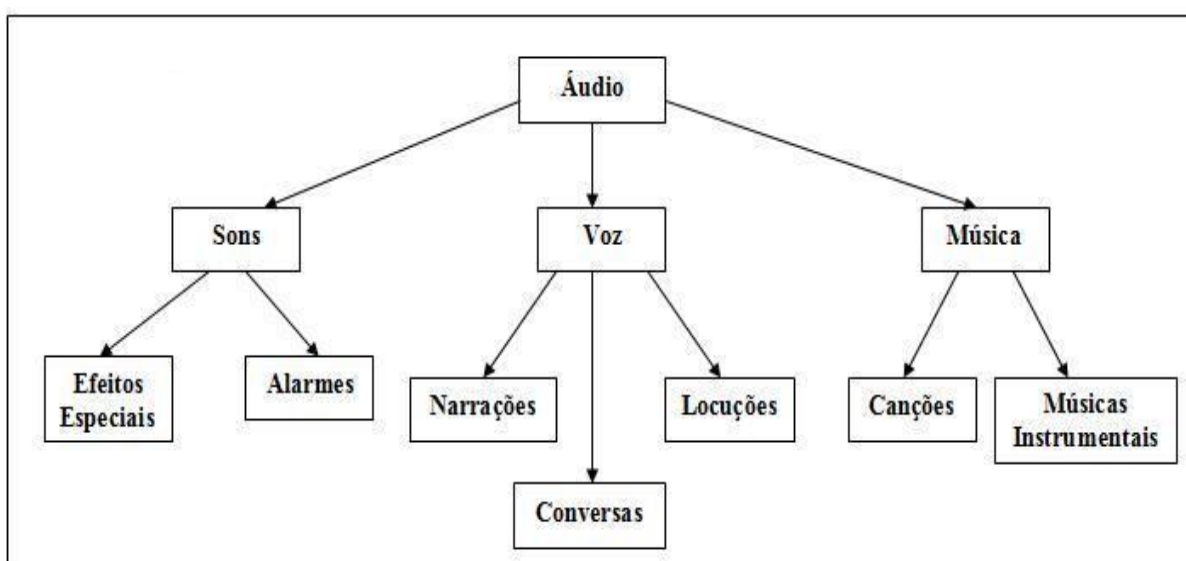 Áudio
Sons
Voz
Música
Efeitos
Especiais
Alarmes
Narrações
Locuções
Canções
Músicas
Instrumentais
Conversas